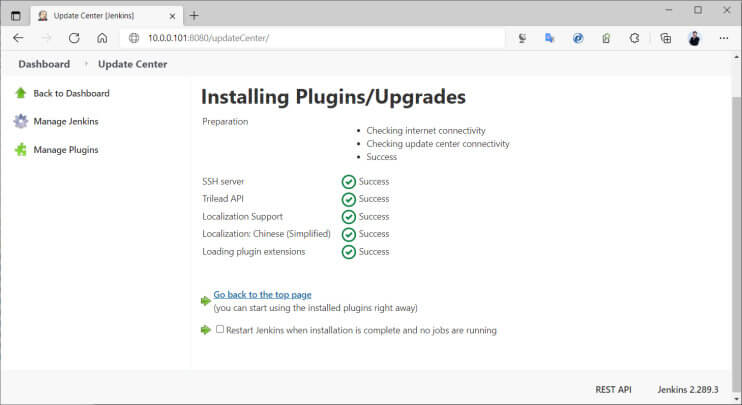 Update Center [Jenkins]
10.0.0.101:8080/updateCenter/
Dashboard
Update Center
Back to Dashboard
Manage Jenkins
Manage Plugins
Installing Plugins/Upgrades
Preparation
Checking internet connectivity
Checking update center connectivity
Success
SSH server Success
Trilead API Success
Localization Support Success
Localization: Chinese (Simplified) Success
Loading plugin extensions Success
Go back to the top page
(you can start using the installed plugins right away)
Restart Jenkins when installation is complete and no jobs are running
REST API Jenkins 2.289.3